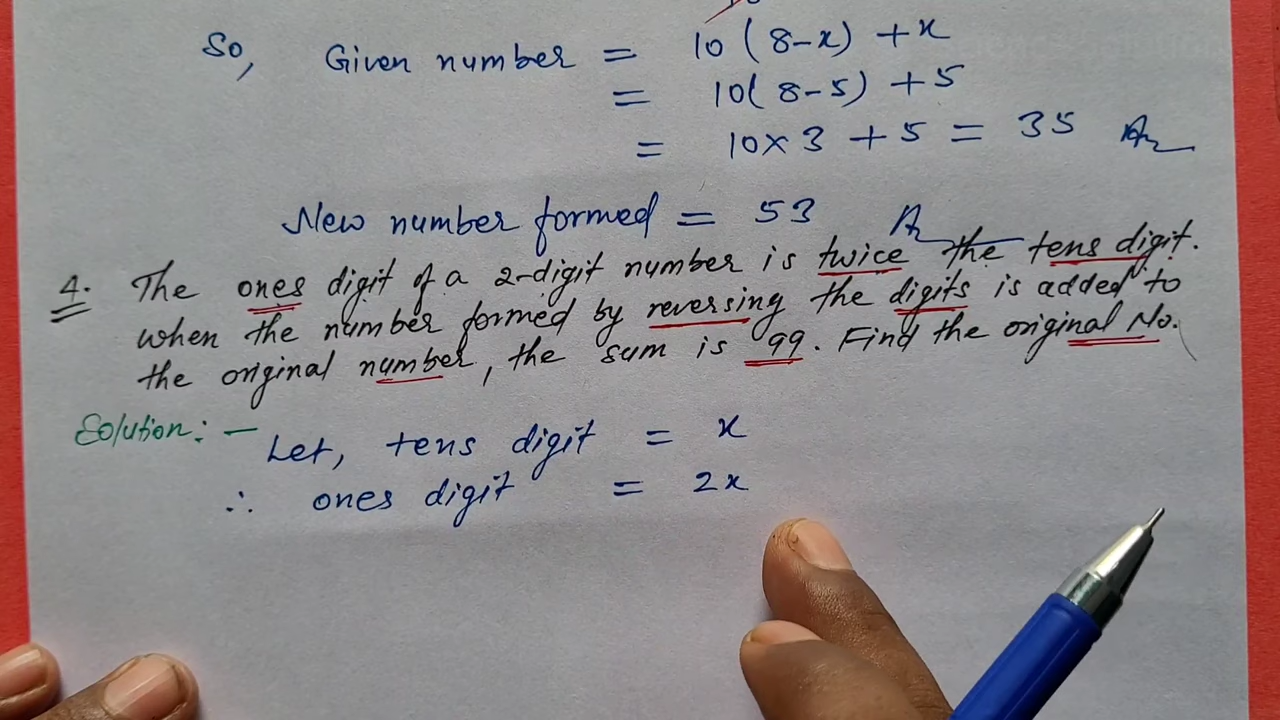 So, Given number = 10 ( 8-x) +x
= 10( 8-5) +5
= 10×3 +5 = 35 Ar
New number formed = 53 Ar
4. The ones digit of a 2-digit number is twice the tens digit.
when the number formed by reversing the digits is added to
the original number, the sum is 99. Find the original No.
Solution:- Let, tens digit = x
∴ ones digit = 2x